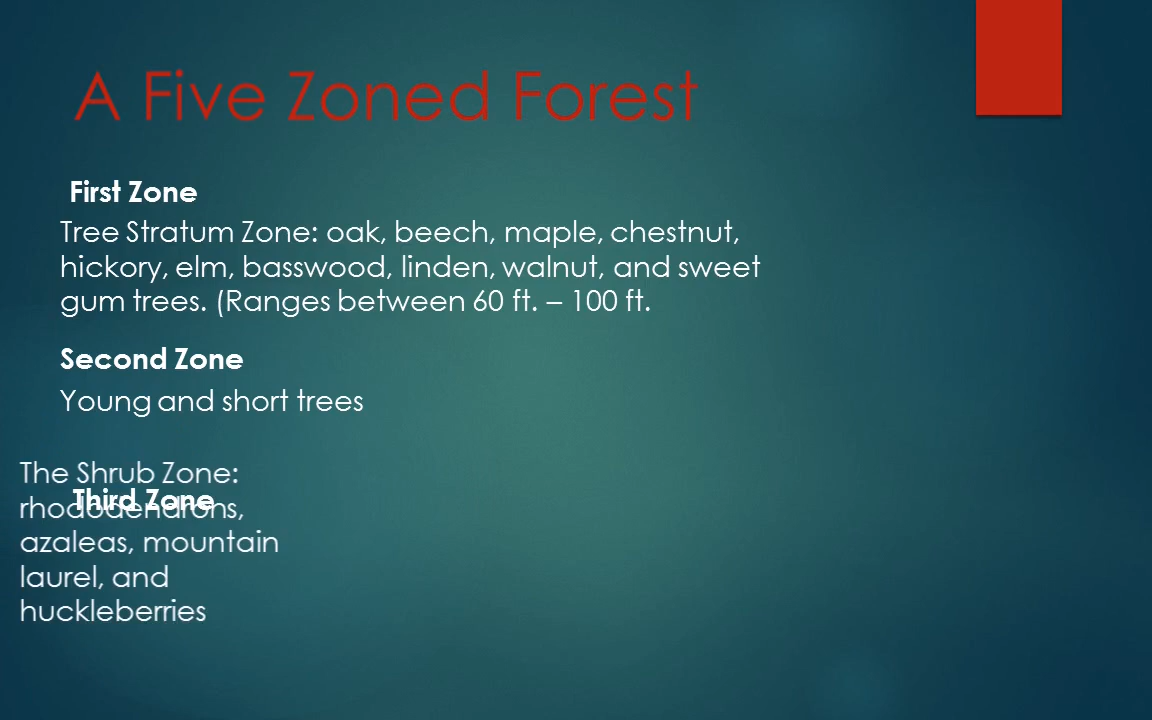 A Five Zoned Forest
First Zone
Tree Stratum Zone: oak, beech, maple, chestnut,
hickory, elm, basswood, linden, walnut, and sweet
gum trees. (Ranges between 60 ft. – 100 ft.
Second Zone
Young and short trees
The Shrub Zone:
Third Zone
rhododendrons,
azaleas, mountain
laurel, and
huckleberries